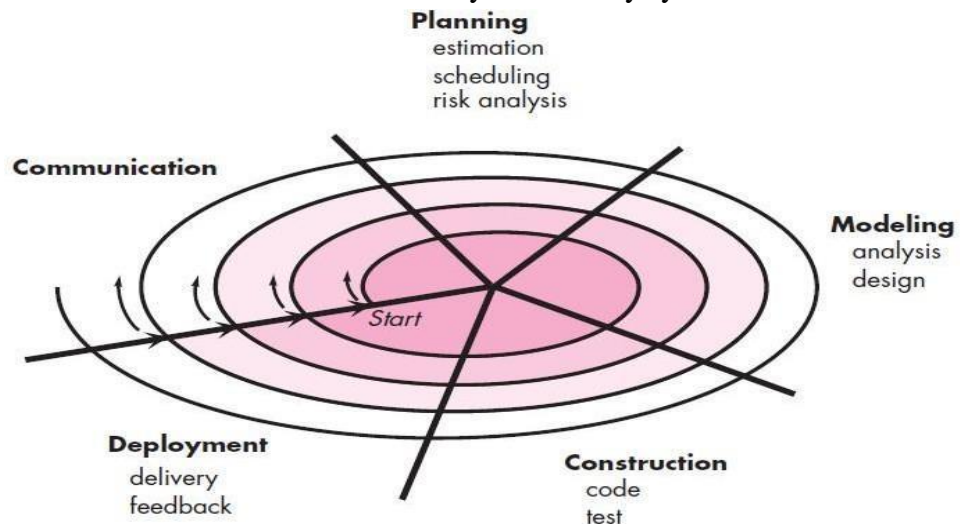 Planning
estimation
scheduling
risk analysis
Communication
Modeling
analysis
design
Start
Deployment
delivery
feedback
Construction
code
test